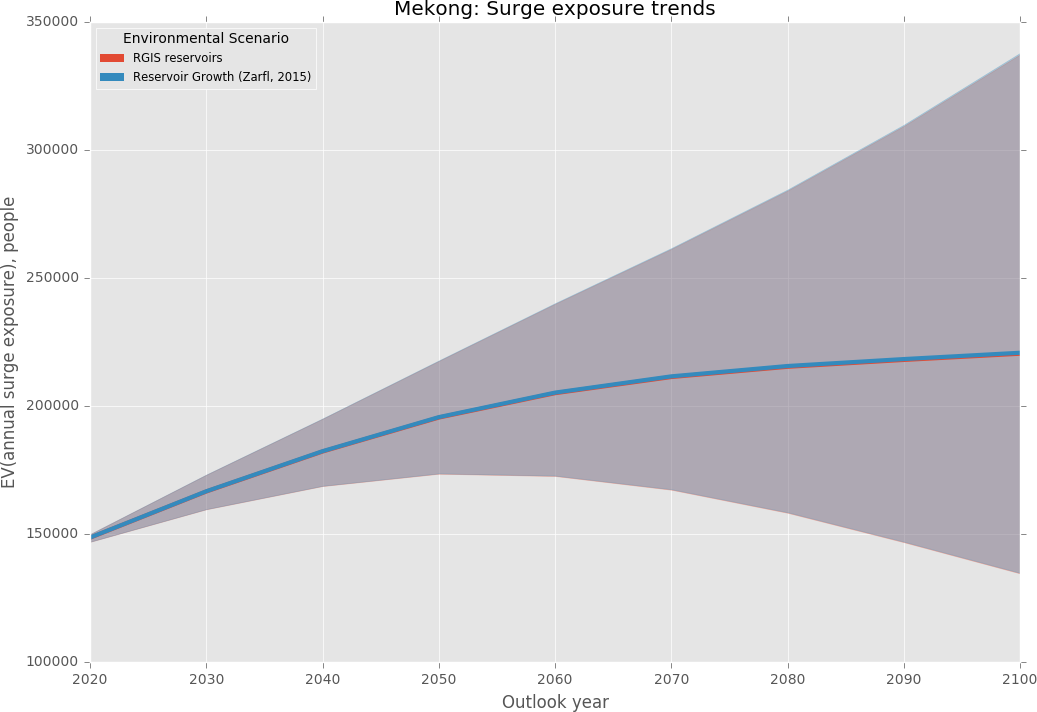 Mekong: Surge exposure trends
350000
300000
250000
200000
150000
100000
EV(annual surge exposure), people
Environmental Scenario
RGIS reservoirs
Reservoir Growth (Zarfl, 2015)
2020 2030 2040 2050 2060 2070 2080 2090 2100
Outlook year